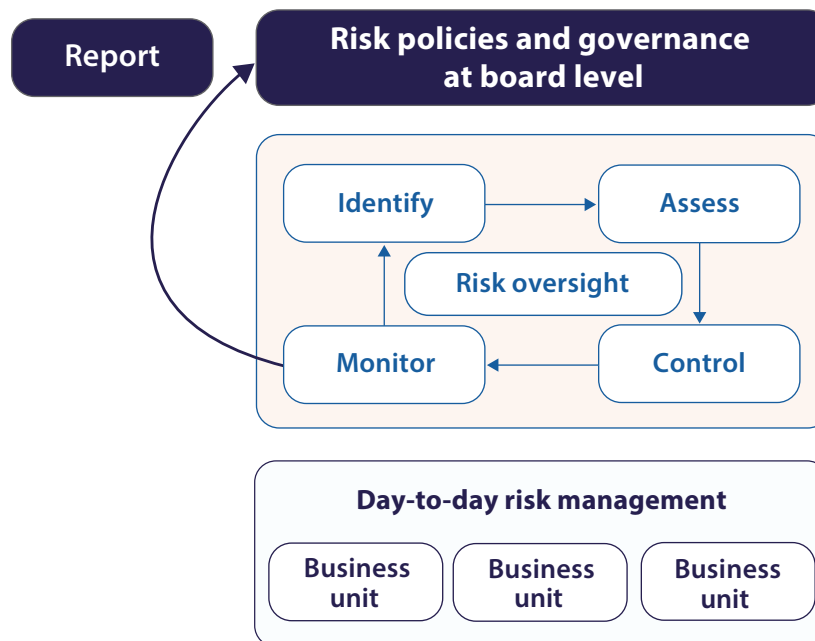 Report
Risk policies and governance
at board level
Identify
Assess
Risk oversight
Monitor
Control
Day-to-day risk management
Business
unit
Business
unit
Business
unit